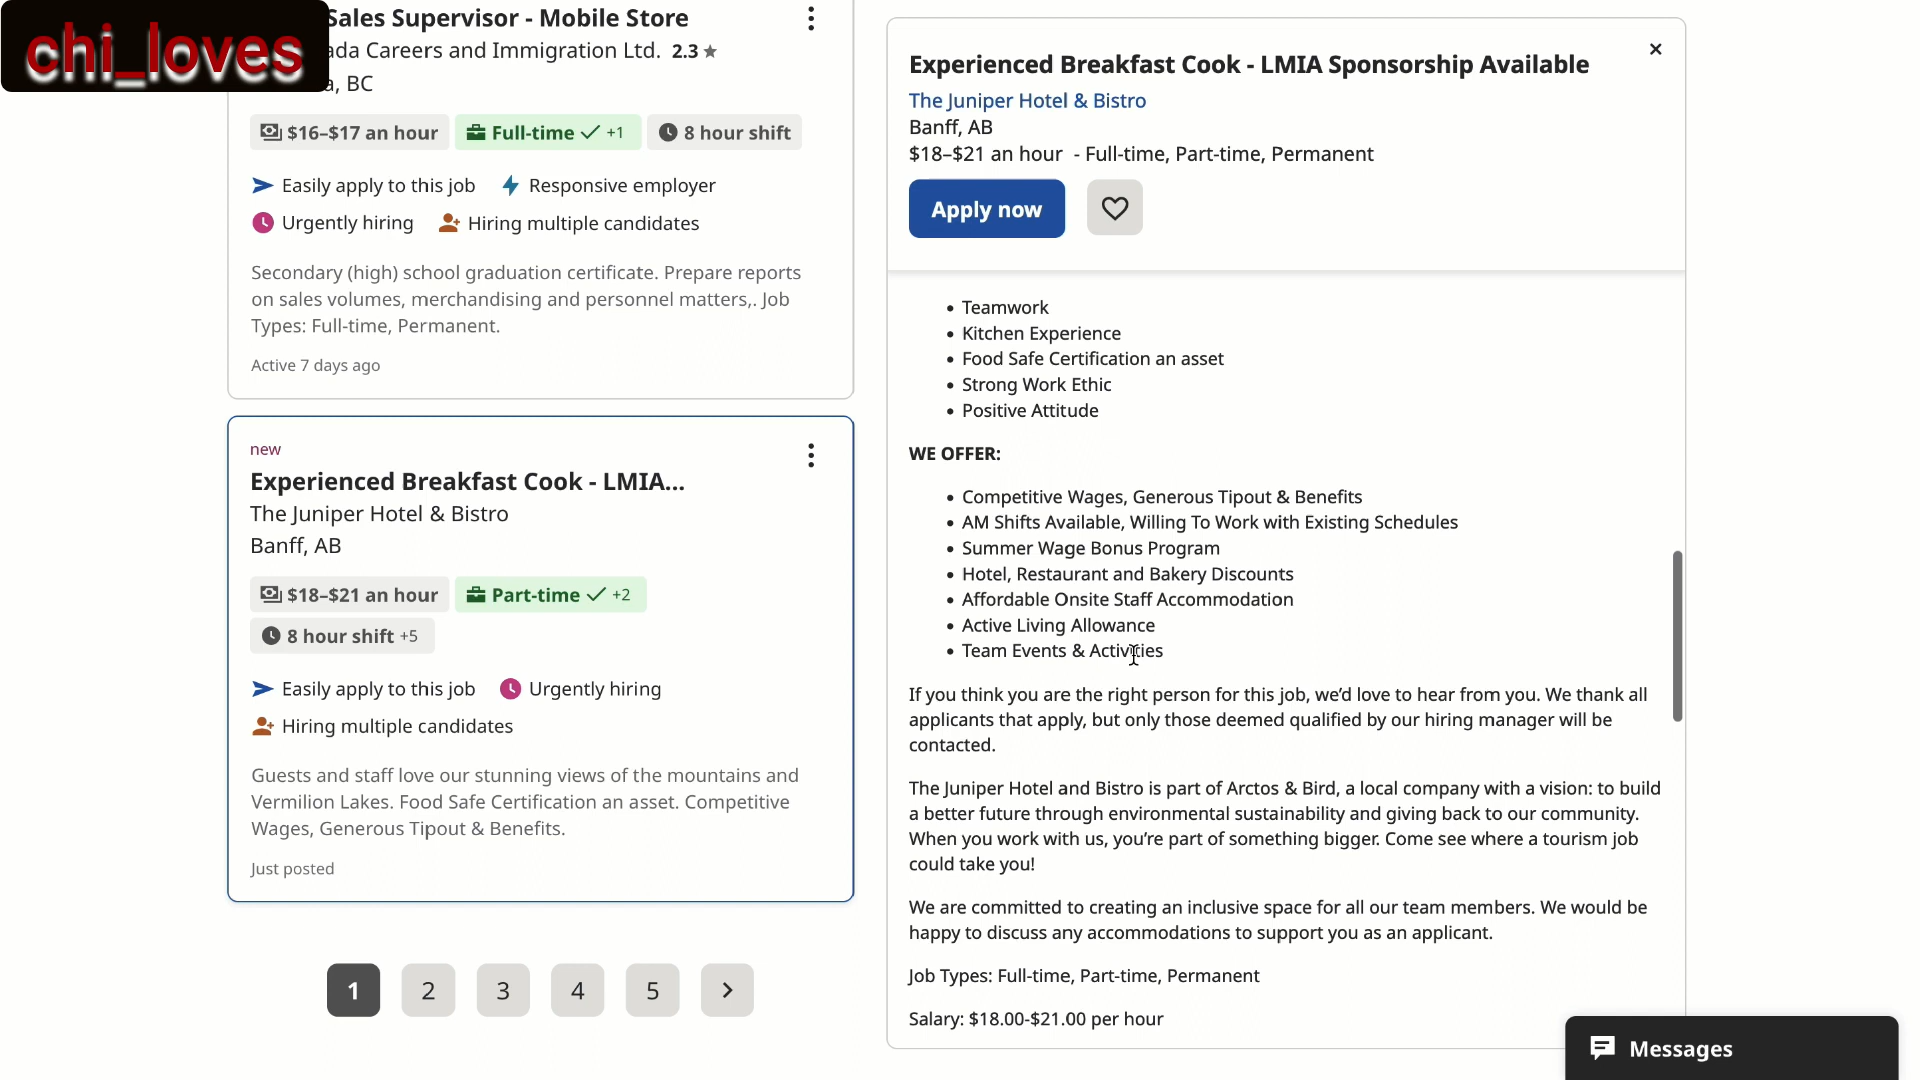 chi_loves
Sales Supervisor - Mobile Store
ada Careers and Immigration Ltd. 2.3
a, BC
$16–$17 an hour
Full-time +1
8 hour shift
Easily apply to this job
Responsive employer
Urgently hiring
Hiring multiple candidates
Secondary (high) school graduation certificate. Prepare reports
on sales volumes, merchandising and personnel matters,. Job
Types: Full-time, Permanent.
Active 7 days ago
new
Experienced Breakfast Cook - LMIA...
The Juniper Hotel & Bistro
Banff, AB
$18–$21 an hour
Part-time +2
8 hour shift +5
Easily apply to this job
Urgently hiring
Hiring multiple candidates
Guests and staff love our stunning views of the mountains and
Vermilion Lakes. Food Safe Certification an asset. Competitive
Wages, Generous Tipout & Benefits.
Just posted
1 2 3 4 5
Experienced Breakfast Cook - LMIA Sponsorship Available
The Juniper Hotel & Bistro
Banff, AB
$18–$21 an hour - Full-time, Part-time, Permanent
Apply now
Teamwork
Kitchen Experience
Food Safe Certification an asset
Strong Work Ethic
Positive Attitude
WE OFFER:
Competitive Wages, Generous Tipout & Benefits
AM Shifts Available, Willing To Work with Existing Schedules
Summer Wage Bonus Program
Hotel, Restaurant and Bakery Discounts
Affordable Onsite Staff Accommodation
Active Living Allowance
Team Events & Activities
If you think you are the right person for this job, we’d love to hear from you. We thank all
applicants that apply, but only those deemed qualified by our hiring manager will be
contacted.
The Juniper Hotel and Bistro is part of Arctos & Bird, a local company with a vision: to build
a better future through environmental sustainability and giving back to our community.
When you work with us, you’re part of something bigger. Come see where a tourism job
could take you!
We are committed to creating an inclusive space for all our team members. We would be
happy to discuss any accommodations to support you as an applicant.
Job Types: Full-time, Part-time, Permanent
Salary: $18.00-$21.00 per hour
Messages